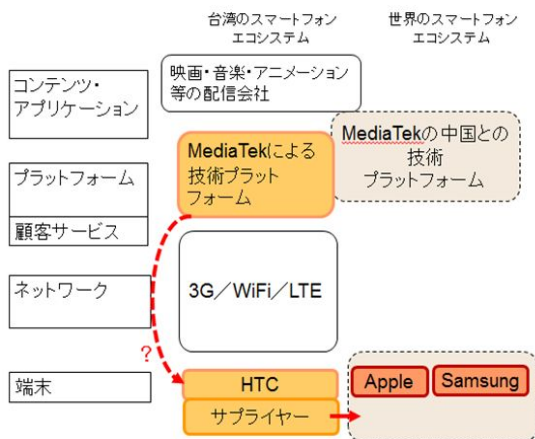 台湾のスマートフォン
エコシステム
世界のスマートフォン
エコシステム
コンテンツ・
アプリケーション
映画・音楽・アニメーション
等の配信会社
MediaTekによる
技術プラット
フォーム
MediaTekの中国との
技術
プラットフォーム
プラットフォーム
顧客サービス
ネットワーク
3G／WiFi／LTE
？
端末
HTC
サプライヤー
Apple
Samsung